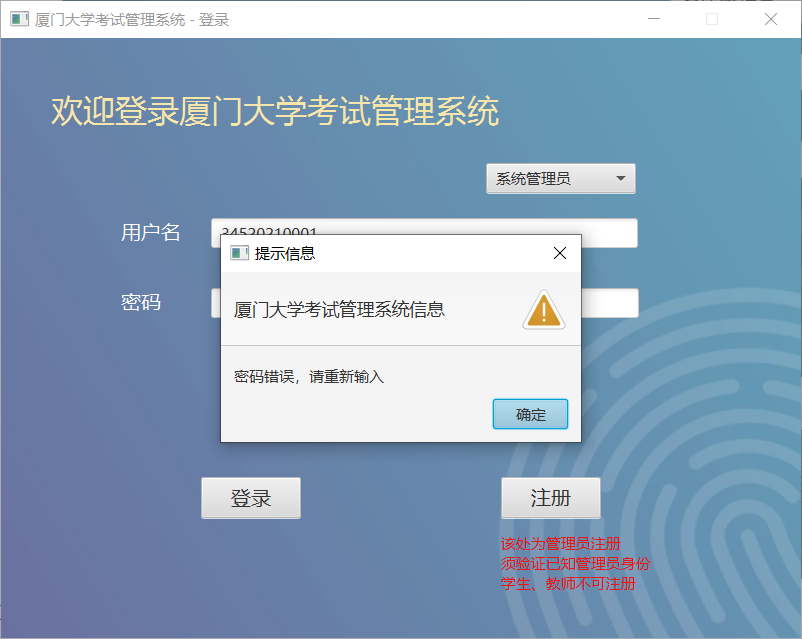 厦门大学考试管理系统 - 登录
欢迎登录厦门大学考试管理系统
系统管理员
用户名
34520210001
提示信息
密码
厦门大学考试管理系统信息
密码错误，请重新输入
确定
登录
注册
该处为管理员注册
须验证已知管理员身份
学生、教师不可注册